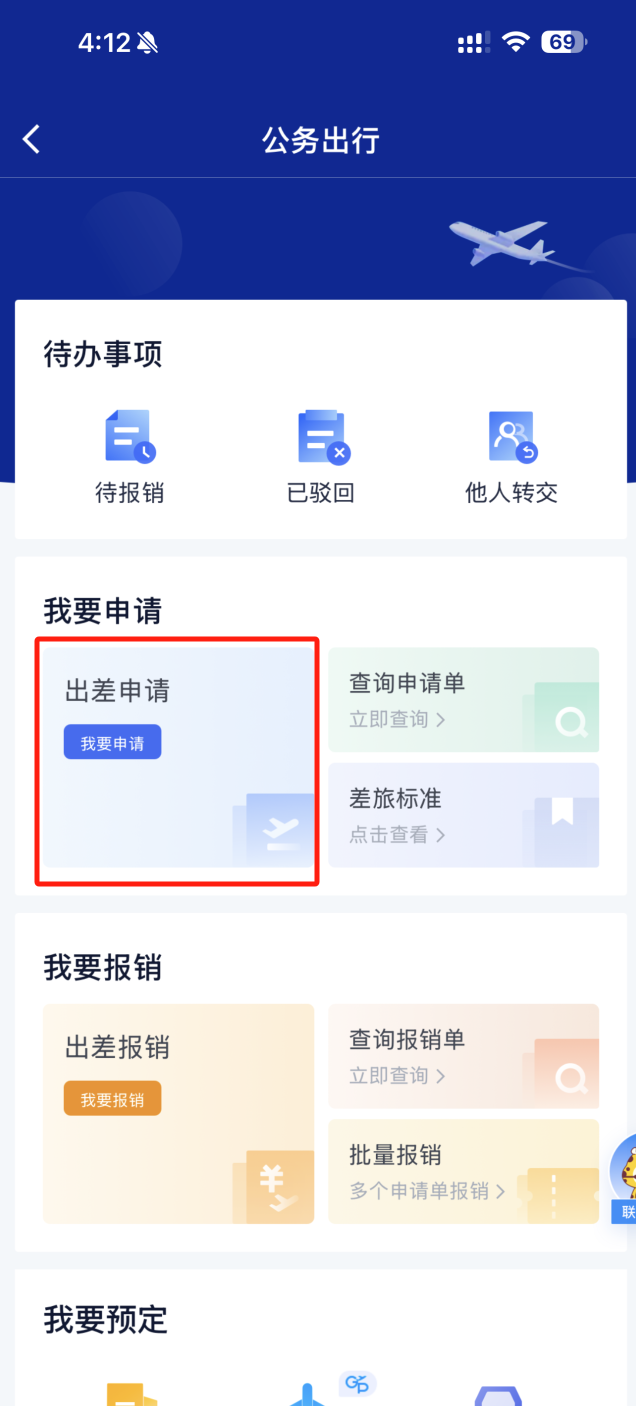 4:12
69
公务出行
待办事项
待报销
已驳回
他人转交
我要申请
出差申请
我要申请
查询申请单
立即查询
差旅标准
点击查看
我要报销
出差报销
我要报销
查询报销单
立即查询
批量报销
多个申请单报销
联
我要预定
GP